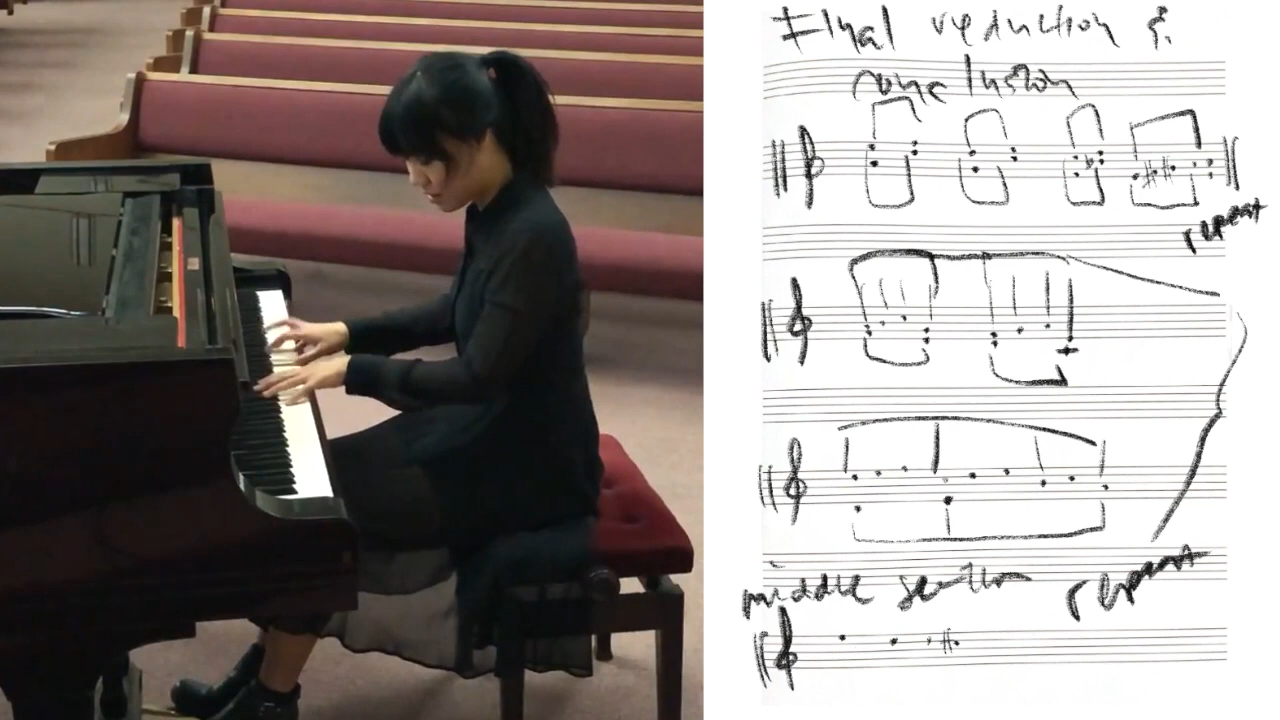 Final reduction &
conclusion
repeat
middle section
repeat